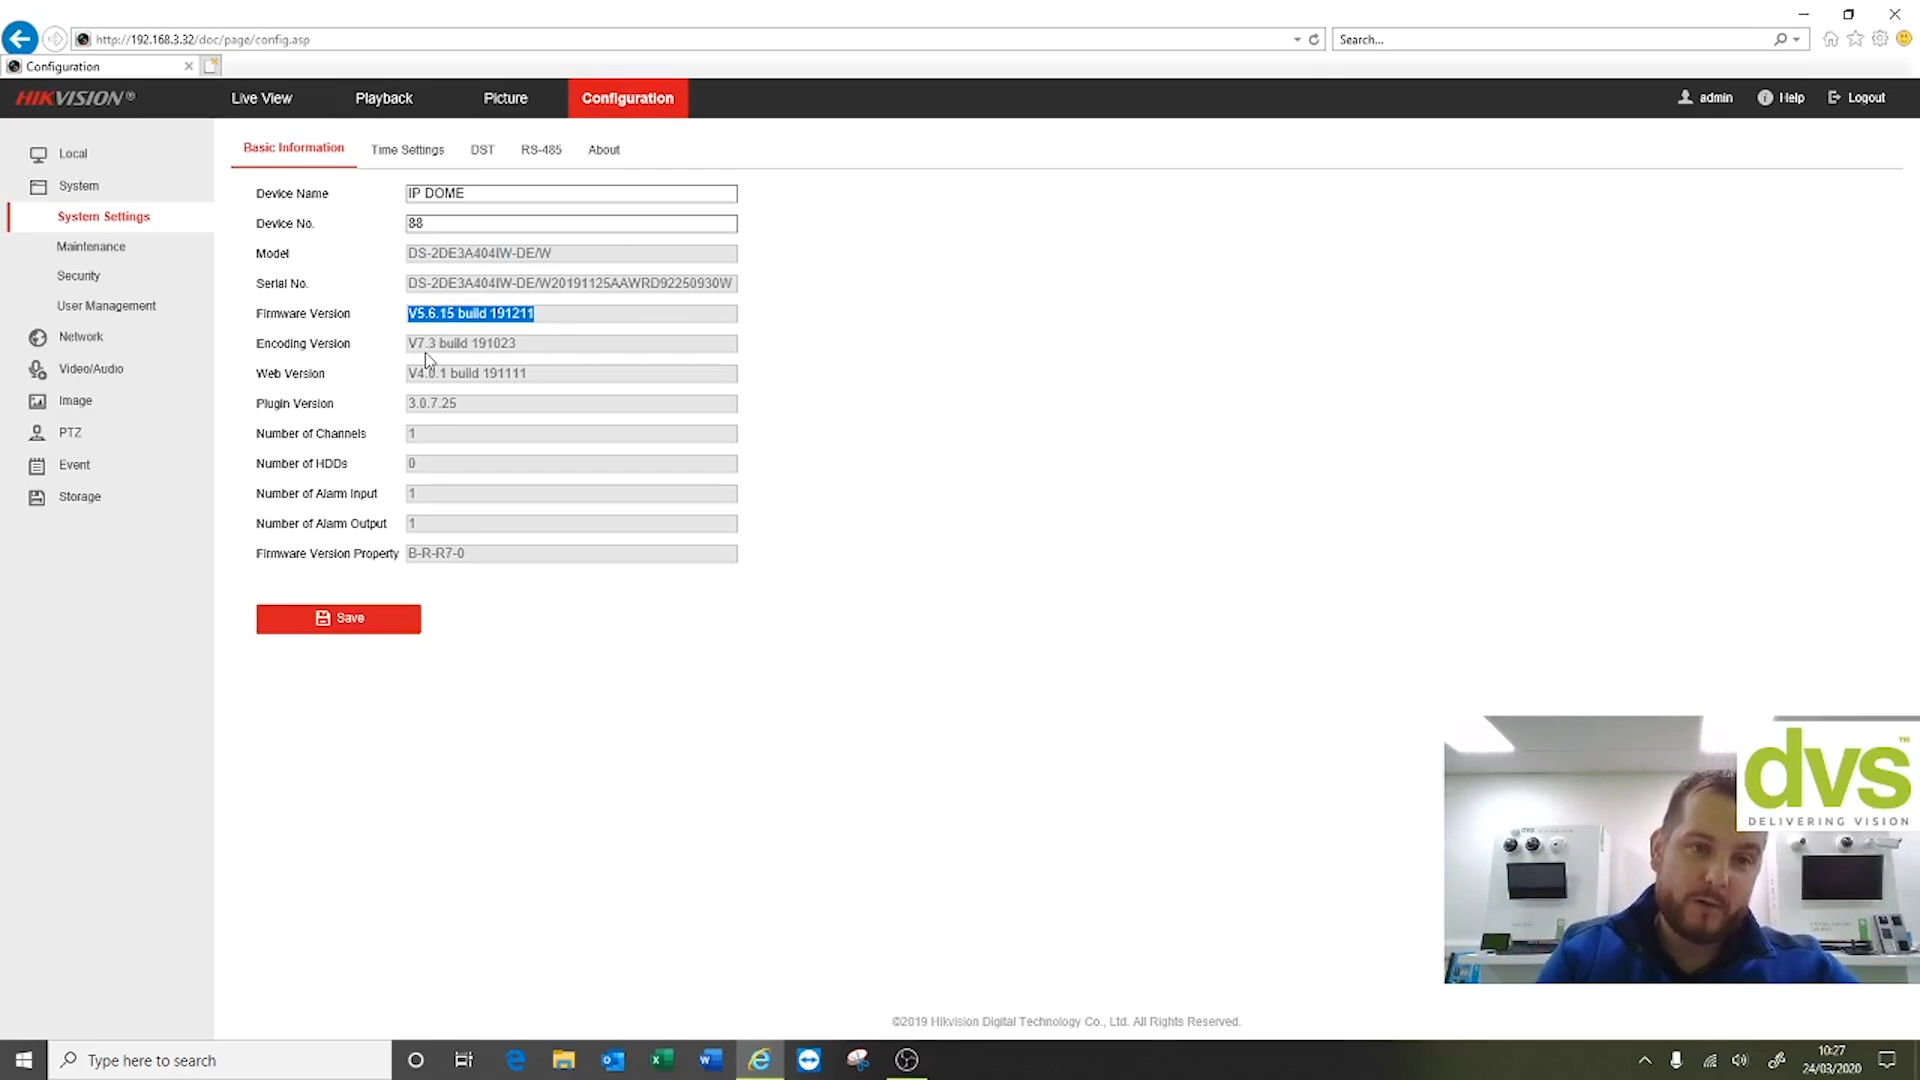 http://192.168.3.32/doc/page/config.asp
Search...
Configuration
HIKVISION®
Live View
Playback
Picture
Configuration
admin
Help
Logout
Local
System
System Settings
Maintenance
Security
User Management
Network
Video/Audio
Image
PTZ
Event
Storage
Basic Information
Time Settings
DST
RS-485
About
Device Name IP DOME
Device No. 88
Model DS-2DE3A404IW-DE/W
Serial No. DS-2DE3A404IW-DE/W20191125AAWRD92250930W
Firmware Version V5.6.15 build 191211
Encoding Version V7.3 build 191023
Web Version V4.0.1 build 191111
Plugin Version 3.0.7.25
Number of Channels 1
Number of HDDs 0
Number of Alarm Input 1
Number of Alarm Output 1
Firmware Version Property B-R-R7-0
Save
dvs™
DELIVERING VISION
©2019 Hikvision Digital Technology Co., Ltd. All Rights Reserved.
Type here to search
10:27
24/03/2020